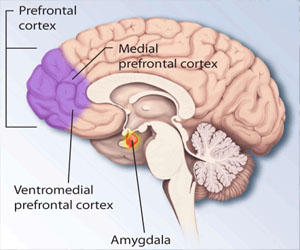 Prefrontal
cortex
Medial
prefrontal cortex
Ventromedial
prefrontal cortex
Amygdala